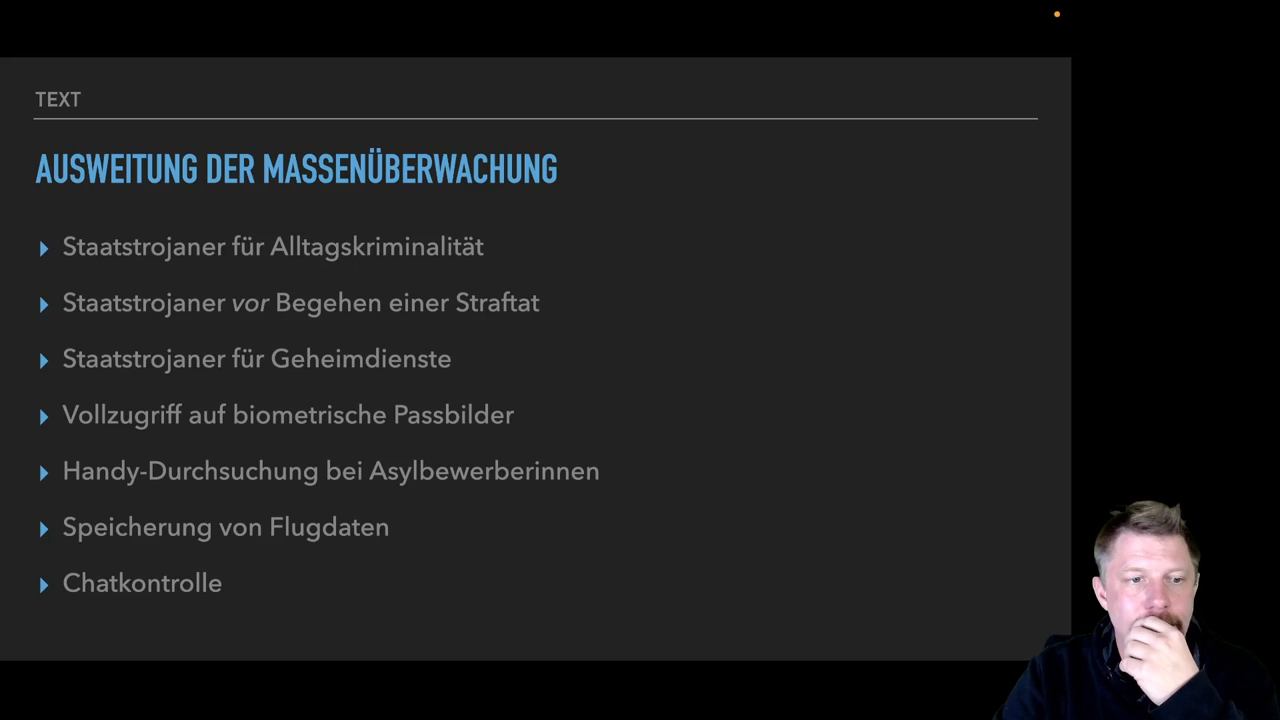 TEXT
AUSWEITUNG DER MASSENÜBERWACHUNG
Staatstrojaner für Alltagskriminalität
Staatstrojaner vor Begehen einer Straftat
Staatstrojaner für Geheimdienste
Vollzugriff auf biometrische Passbilder
Handy-Durchsuchung bei Asylbewerberinnen
Speicherung von Flugdaten
Chatkontrolle